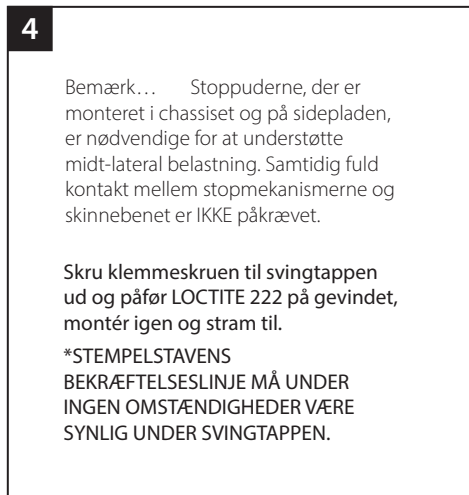 4
Bemærk… Stoppuderne, der er
monteret i chassiset og på sidepladen,
er nødvendige for at understøtte
midt-lateral belastning. Samtidig fuld
kontakt mellem stopmekanismerne og
skinnebenet er IKKE påkrævet.
Skru klemmeskruen til svingtappen
ud og påfør LOCTITE 222 på gevindet,
montér igen og stram til.
*STEMPELSTAVENS
BEKRÆFTELSESLINJE MÅ UNDER
INGEN OMSTÆNDIGHEDER VÆRE
SYNLIG UNDER SVINGTAPPEN.